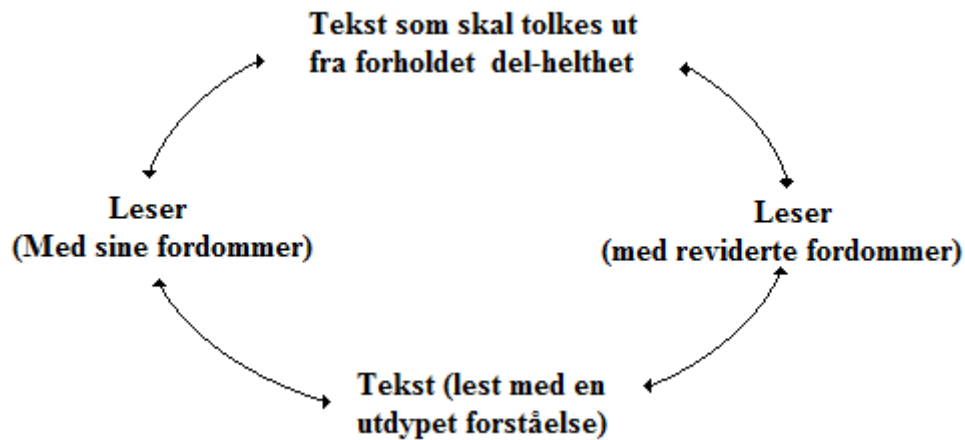 Tekst som skal tolkes ut
fra forholdet del-helthet
Leser
(Med sine fordommer)
Leser
(med reviderte fordommer)
Tekst (lest med en
utdypet forståelse)